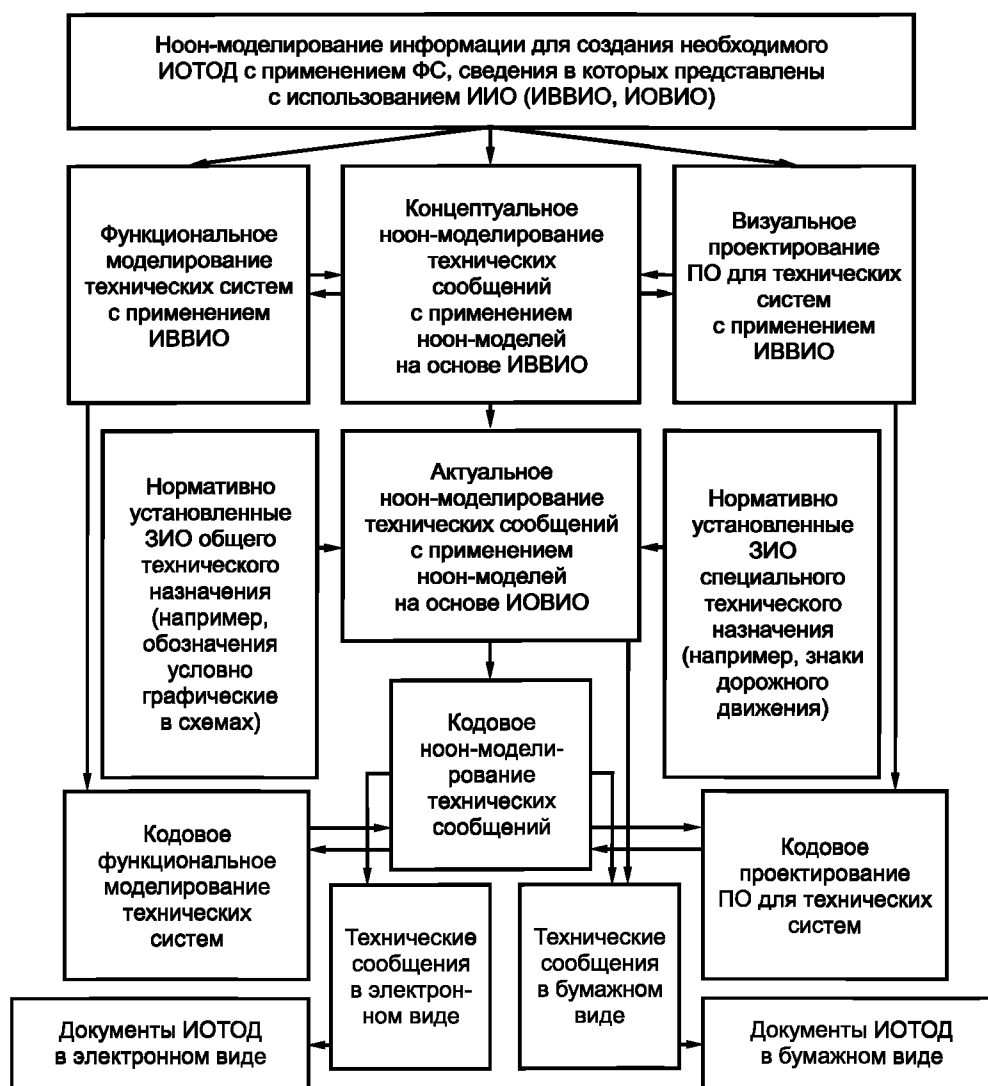 Ноон-моделирование информации для создания необходимого
ИОТОД с применением ФС, сведения в которых представлены
с использованием ИИО (ИВВИО, ИОВИО)
Функциональное
моделирование
технических систем
с применением
ИВВИО
Концептуальное
ноон-моделирование
технических
сообщений
с применением
ноон-моделей
на основе ИВВИО
Визуальное
проектирование
ПО для технических
систем
с применением
ИВВИО
Нормативно
установленные
ЗИО общего
технического
назначения
(например,
обозначения
условно
графические
в схемах)
Актуальное
ноон-моделирование
технических сообщений
с применением
ноон-моделей
на основе ИОВИО
Нормативно
установленные
ЗИО
специального
технического
назначения
(например, знаки
дорожного
движения)
Кодовое
ноон-модели-
рование
технических
сообщений
Кодовое
функциональное
моделирование
технических
систем
Кодовое
проектирование
ПО для технических
систем
Технические
сообщения
в электрон-
ном виде
Технические
сообщения
в бумажном
виде
Документы ИОТОД
в электронном виде
Документы ИОТОД
в бумажном виде